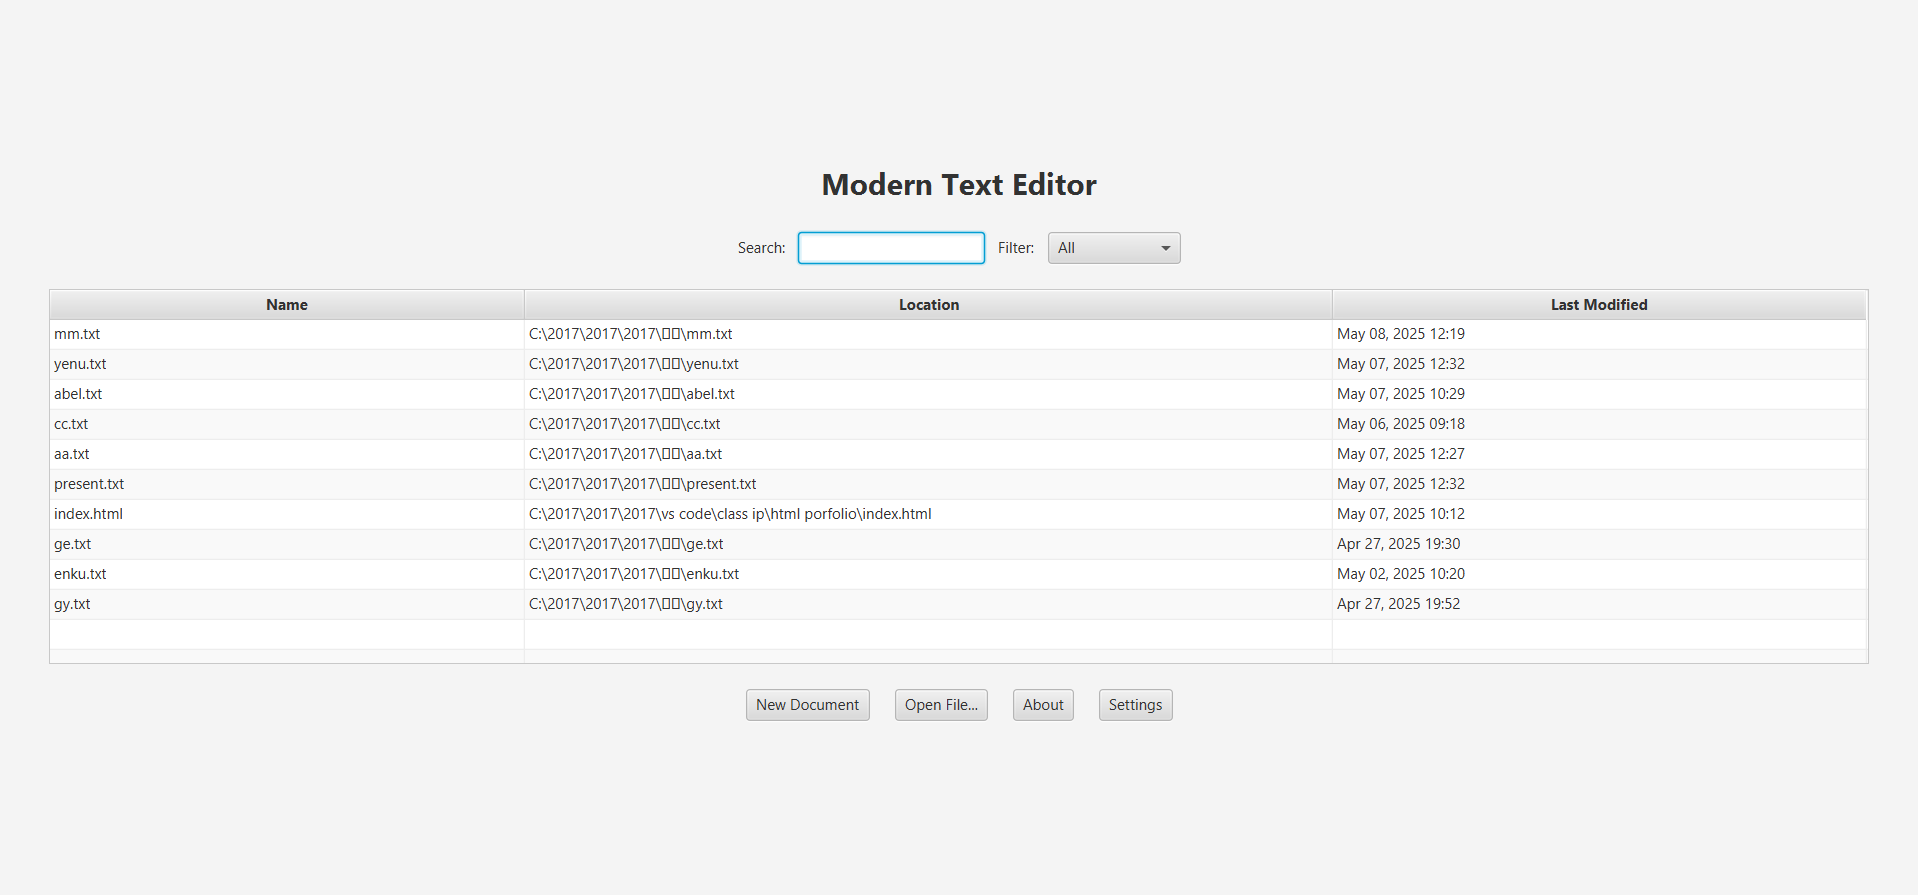 Modern Text Editor
Search: Filter: All
Name Location Last Modified
mm.txt C:\2017\2017\2017\▯▯\mm.txt May 08, 2025 12:19
yenu.txt C:\2017\2017\2017\▯▯\yenu.txt May 07, 2025 12:32
abel.txt C:\2017\2017\2017\▯▯\abel.txt May 07, 2025 10:29
cc.txt C:\2017\2017\2017\▯▯\cc.txt May 06, 2025 09:18
aa.txt C:\2017\2017\2017\▯▯\aa.txt May 07, 2025 12:27
present.txt C:\2017\2017\2017\▯▯\present.txt May 07, 2025 12:32
index.html C:\2017\2017\2017\vs code\class ip\html porfolio\index.html May 07, 2025 10:12
ge.txt C:\2017\2017\2017\▯▯\ge.txt Apr 27, 2025 19:30
enku.txt C:\2017\2017\2017\▯▯\enku.txt May 02, 2025 10:20
gy.txt C:\2017\2017\2017\▯▯\gy.txt Apr 27, 2025 19:52
New Document Open File... About Settings